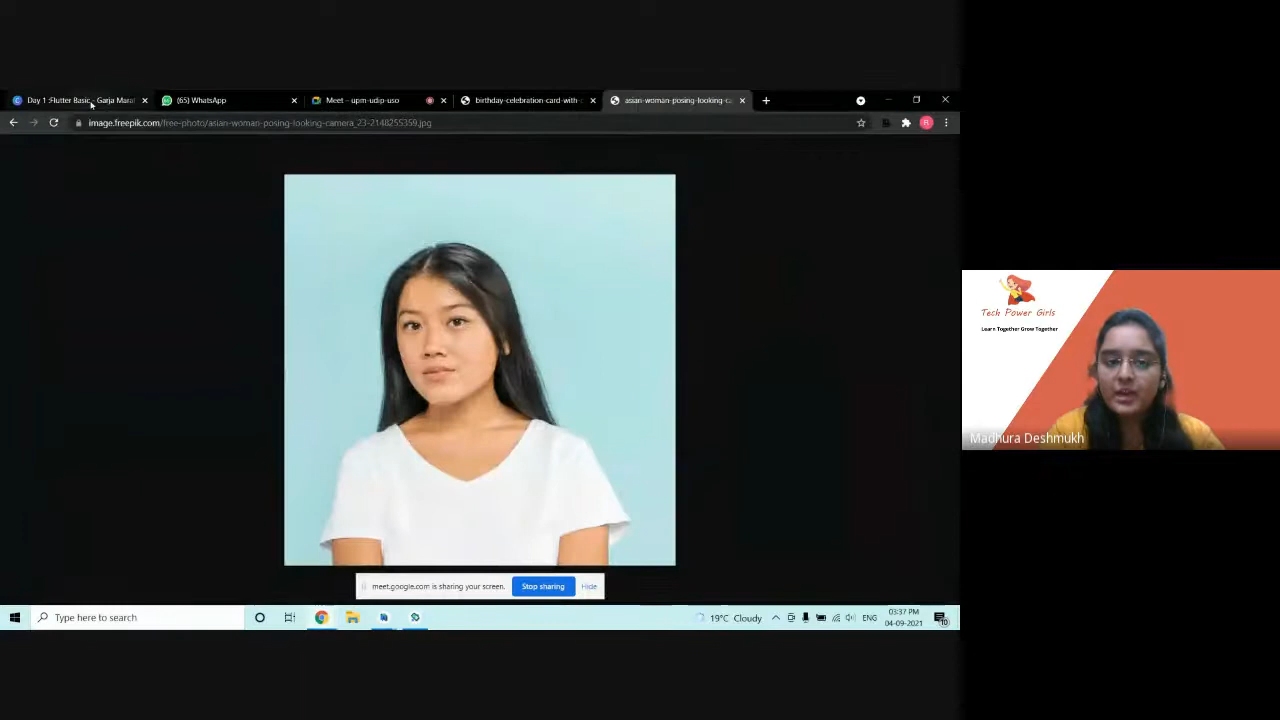 Day 1 :Flutter Basic - Garja Marat
(65) WhatsApp
Meet – upm-udip-uso
birthday-celebration-card-with-c
asian-woman-posing-looking-ca
image.freepik.com/free-photo/asian-woman-posing-looking-camera_23-2148255359.jpg
Tech Power Girls
Learn Together Grow Together
Madhura Deshmukh
meet.google.com is sharing your screen.
Stop sharing
Hide
Type here to search
19°C Cloudy
ENG
03:37 PM
04-09-2021
10